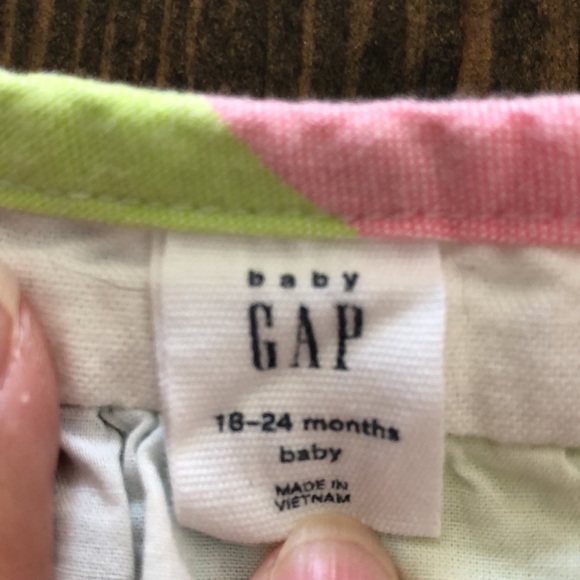 baby
GAP
18-24 months
baby
MADE IN
VIETNAM